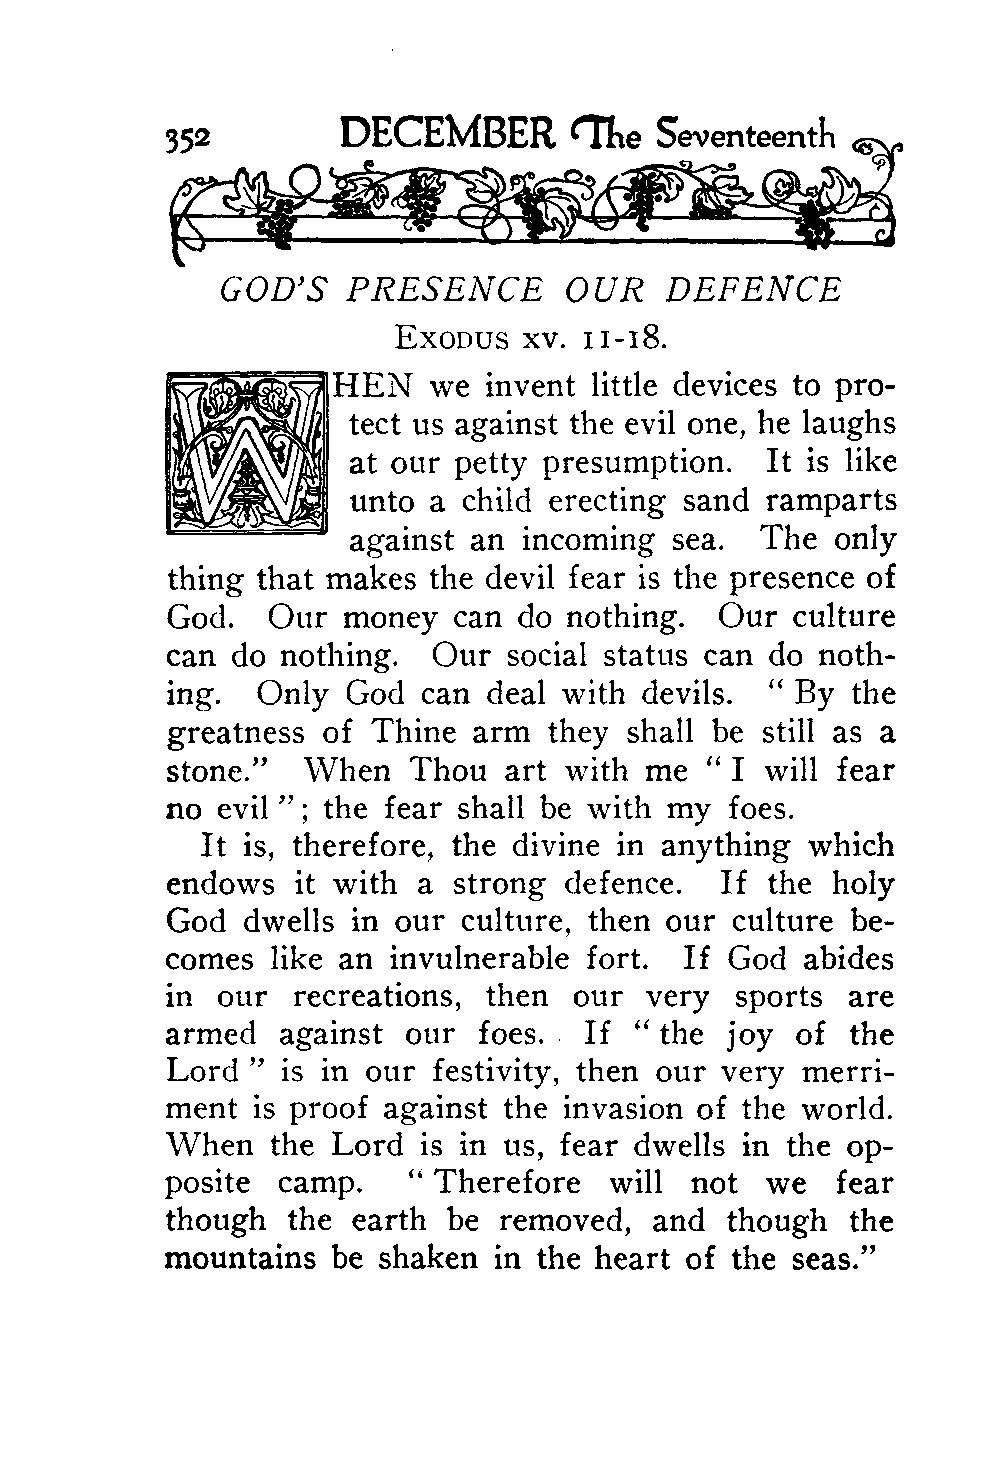 352 DECEMBER The Seventeenth
GOD'S PRESENCE OUR DEFENCE
EXODUS XV. 11-18.
WHEN we invent little devices to pro-
tect us against the evil one, he laughs
at our petty presumption. It is like
unto a child erecting sand ramparts
against an incoming sea. The only
thing that makes the devil fear is the presence of
God. Our money can do nothing. Our culture
can do nothing. Our social status can do noth-
ing. Only God can deal with devils. " By the
greatness of Thine arm they shall be still as a
stone." When Thou art with me " I will fear
no evil "; the fear shall be with my foes.
It is, therefore, the divine in anything which
endows it with a strong defence. If the holy
God dwells in our culture, then our culture be-
comes like an invulnerable fort. If God abides
in our recreations, then our very sports are
armed against our foes. If " the joy of the
Lord " is in our festivity, then our very merri-
ment is proof against the invasion of the world.
When the Lord is in us, fear dwells in the op-
posite camp. " Therefore will not we fear
though the earth be removed, and though the
mountains be shaken in the heart of the seas."